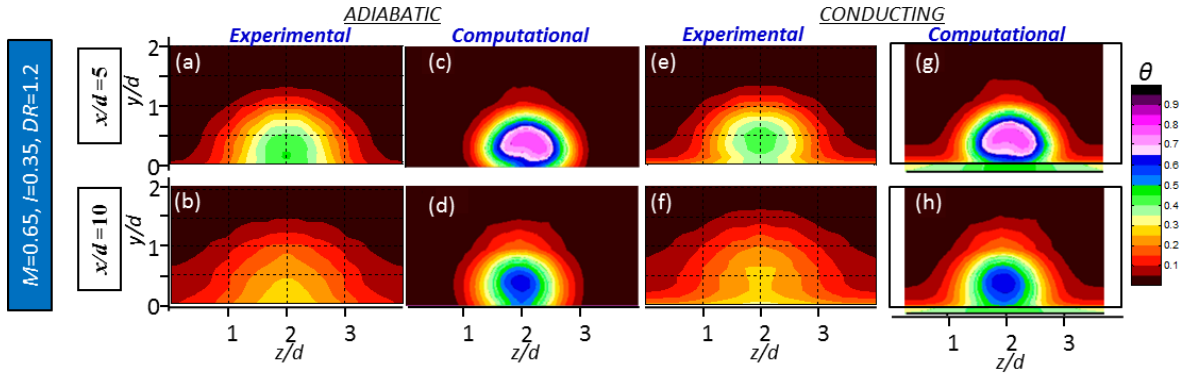 ADIABATIC CONDUCTING
Experimental Computational Experimental Computational
M=0.65, I=0.35, DR=1.2
x/d=5
y/d
2
1
0
(a) (c) (e) (g)
θ
0.9
0.8
0.7
0.6
0.5
0.4
0.3
0.2
0.1
x/d=10
y/d
2
1
0
(b) (d) (f) (h)
1 2 3 1 2 3 1 2 3 1 2 3
z/d z/d z/d z/d